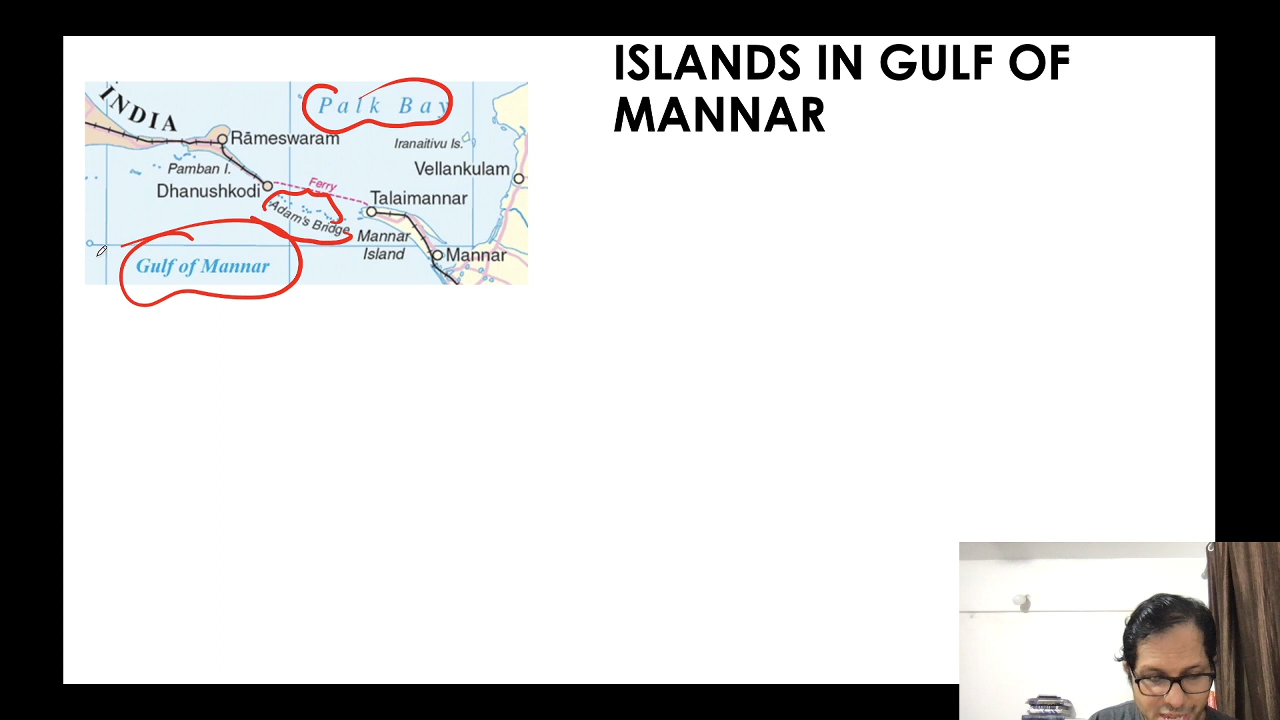 ISLANDS IN GULF OF
MANNAR
INDIA
Palk Bay
Rāmeswaram
Iranaitivu Is.
Pamban I.
Vellankulam
Dhanushkodi
Ferry
Talaimannar
Adam's Bridge
Mannar
Island
Mannar
Gulf of Mannar